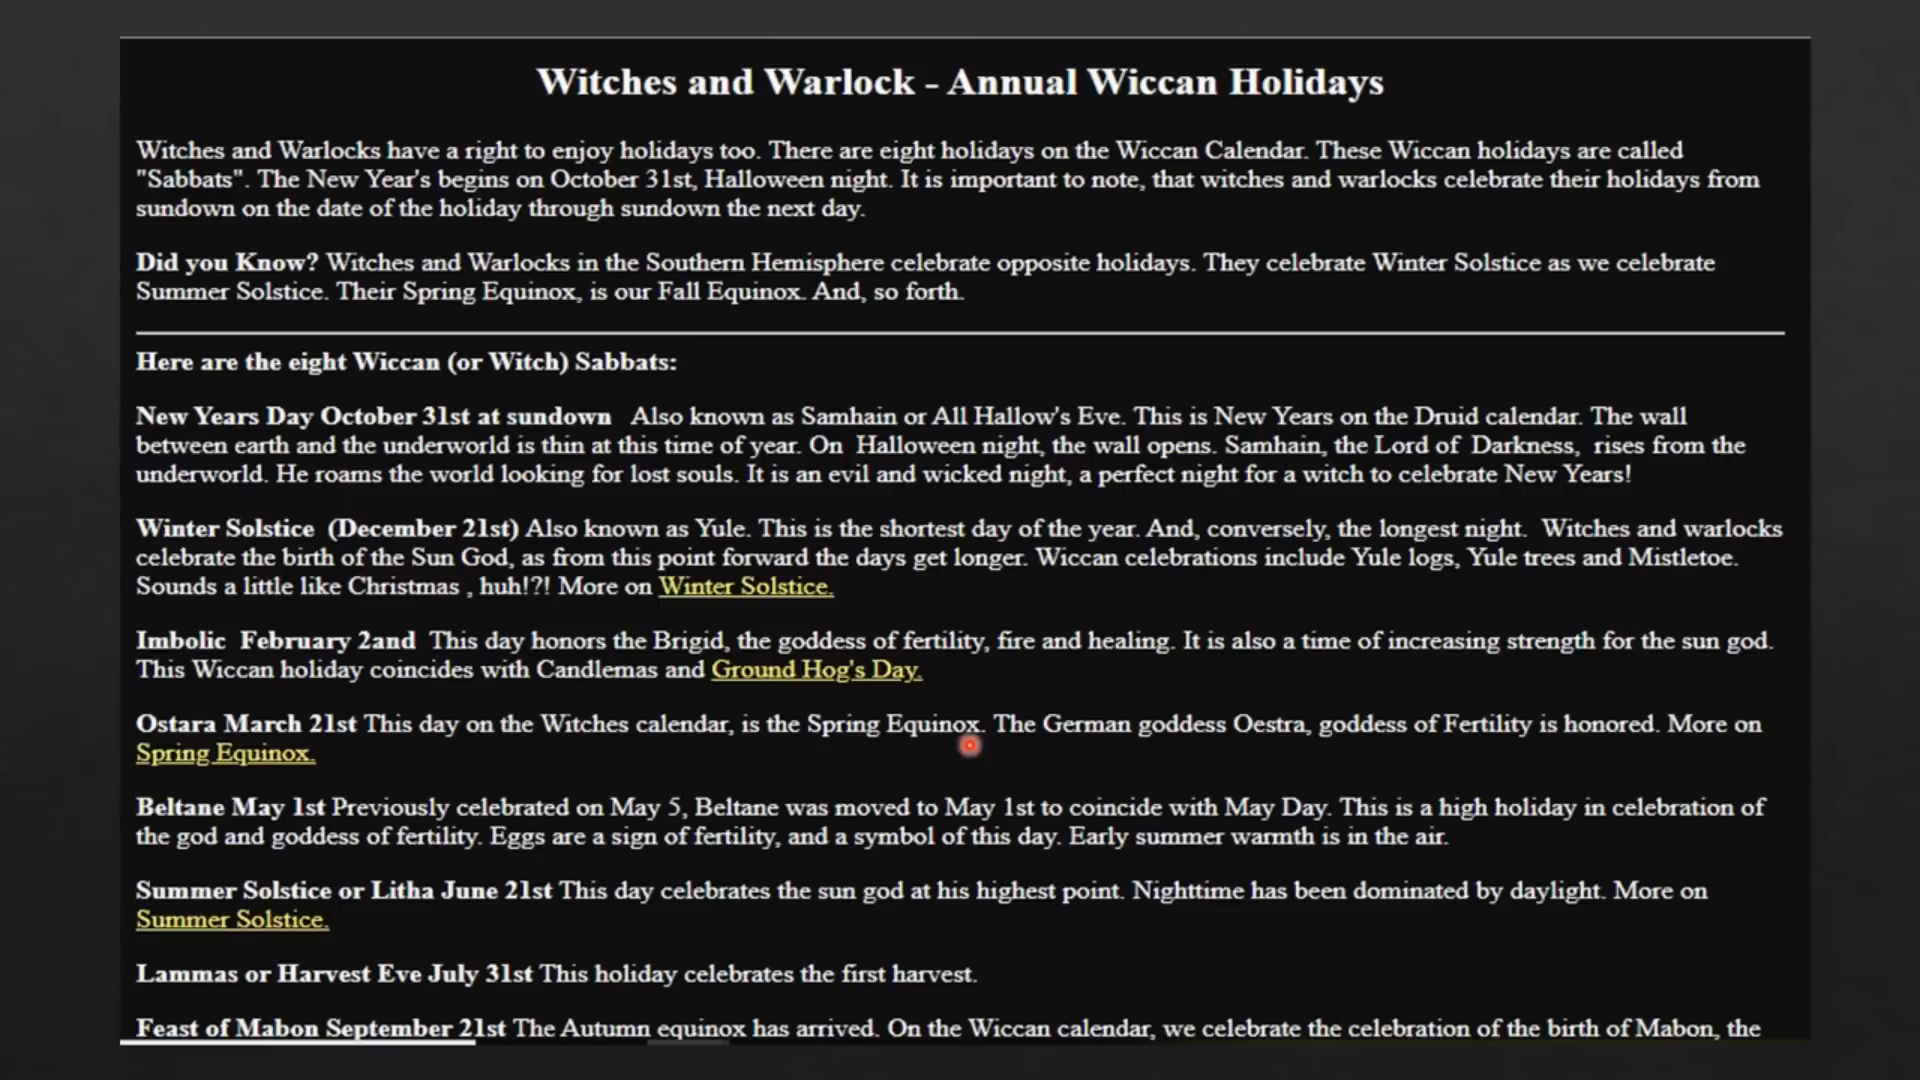 Witches and Warlock - Annual Wiccan Holidays
Witches and Warlocks have a right to enjoy holidays too. There are eight holidays on the Wiccan Calendar. These Wiccan holidays are called
"Sabbats". The New Year's begins on October 31st, Halloween night. It is important to note, that witches and warlocks celebrate their holidays from
sundown on the date of the holiday through sundown the next day.
Did you Know? Witches and Warlocks in the Southern Hemisphere celebrate opposite holidays. They celebrate Winter Solstice as we celebrate
Summer Solstice. Their Spring Equinox, is our Fall Equinox. And, so forth.
Here are the eight Wiccan (or Witch) Sabbats:
New Years Day October 31st at sundown Also known as Samhain or All Hallow's Eve. This is New Years on the Druid calendar. The wall
between earth and the underworld is thin at this time of year. On Halloween night, the wall opens. Samhain, the Lord of Darkness, rises from the
underworld. He roams the world looking for lost souls. It is an evil and wicked night, a perfect night for a witch to celebrate New Years!
Winter Solstice (December 21st) Also known as Yule. This is the shortest day of the year. And, conversely, the longest night. Witches and warlocks
celebrate the birth of the Sun God, as from this point forward the days get longer. Wiccan celebrations include Yule logs, Yule trees and Mistletoe.
Sounds a little like Christmas , huh!?! More on Winter Solstice.
Imbolic February 2and This day honors the Brigid, the goddess of fertility, fire and healing. It is also a time of increasing strength for the sun god.
This Wiccan holiday coincides with Candlemas and Ground Hog's Day.
Ostara March 21st This day on the Witches calendar, is the Spring Equinox. The German goddess Oestra, goddess of Fertility is honored. More on
Spring Equinox.
Beltane May 1st Previously celebrated on May 5, Beltane was moved to May 1st to coincide with May Day. This is a high holiday in celebration of
the god and goddess of fertility. Eggs are a sign of fertility, and a symbol of this day. Early summer warmth is in the air.
Summer Solstice or Litha June 21st This day celebrates the sun god at his highest point. Nighttime has been dominated by daylight. More on
Summer Solstice.
Lammas or Harvest Eve July 31st This holiday celebrates the first harvest.
Feast of Mabon September 21st The Autumn equinox has arrived. On the Wiccan calendar, we celebrate the celebration of the birth of Mabon, the